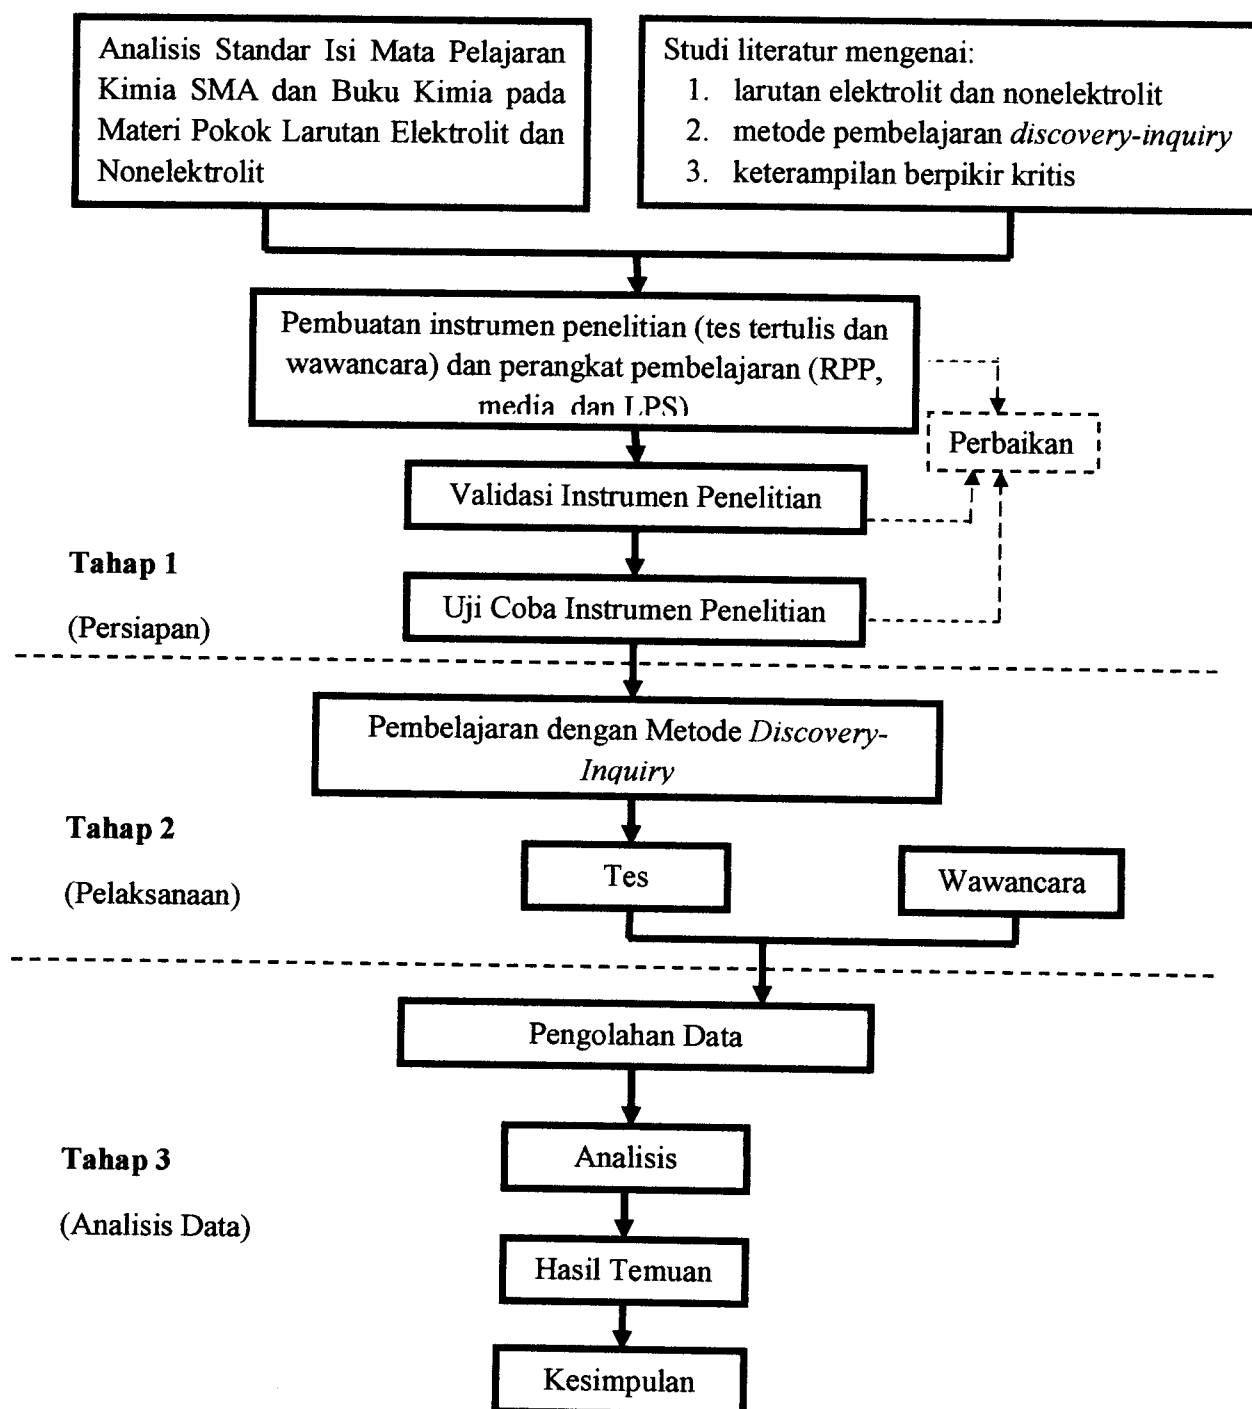 Analisis Standar Isi Mata Pelajaran
Kimia SMA dan Buku Kimia pada
Materi Pokok Larutan Elektrolit dan
Nonelektrolit
Studi literatur mengenai:
1. larutan elektrolit dan nonelektrolit
2. metode pembelajaran discovery-inquiry
3. keterampilan berpikir kritis
Pembuatan instrumen penelitian (tes tertulis dan
wawancara) dan perangkat pembelajaran (RPP,
media dan LPS)
Perbaikan
Validasi Instrumen Penelitian
Tahap 1
(Persiapan)
Uji Coba Instrumen Penelitian
Pembelajaran dengan Metode Discovery-
Inquiry
Tahap 2
(Pelaksanaan)
Tes
Wawancara
Pengolahan Data
Tahap 3
(Analisis Data)
Analisis
Hasil Temuan
Kesimpulan